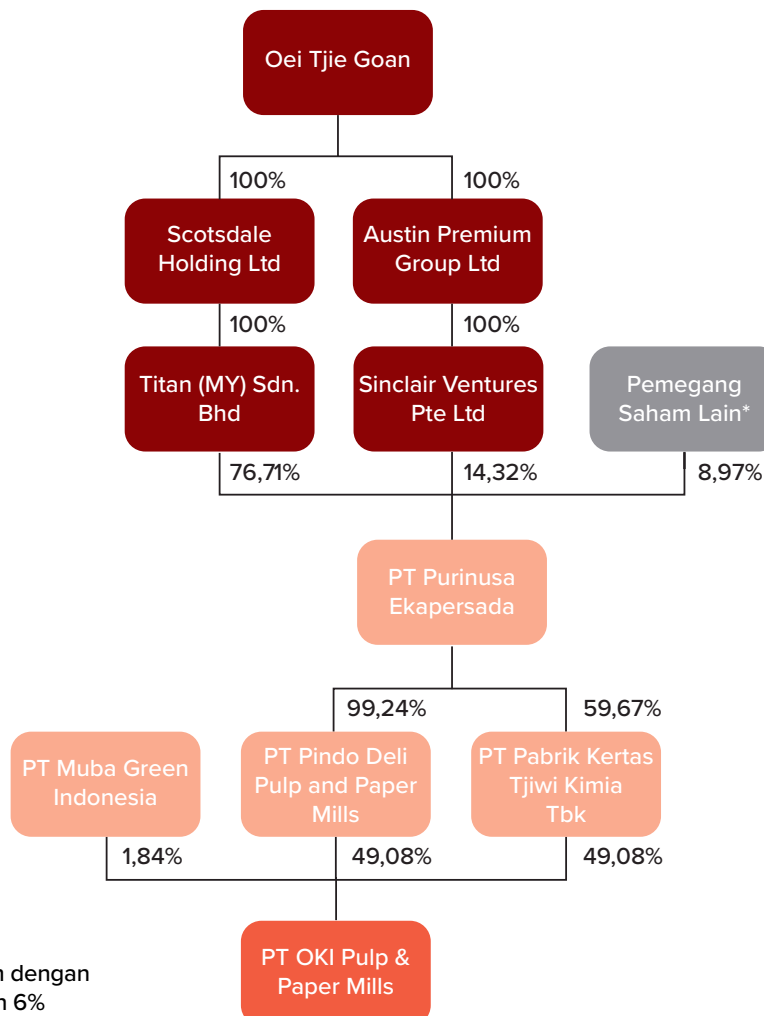 Oei Tjie Goan
100%
100%
Scotsdale
Holding Ltd
Austin Premium
Group Ltd
100%
100%
Titan (MY) Sdn.
Bhd
Sinclair Ventures
Pte Ltd
Pemegang
Saham Lain*
76,71%
14,32%
8,97%
PT Purinusa
Ekapersada
99,24%
59,67%
PT Muba Green
Indonesia
PT Pindo Deli
Pulp and Paper
Mills
PT Pabrik Kertas
Tjiwi Kimia
Tbk
1,84%
49,08%
49,08%
PT OKI Pulp &
Paper Mills
dengan
6%